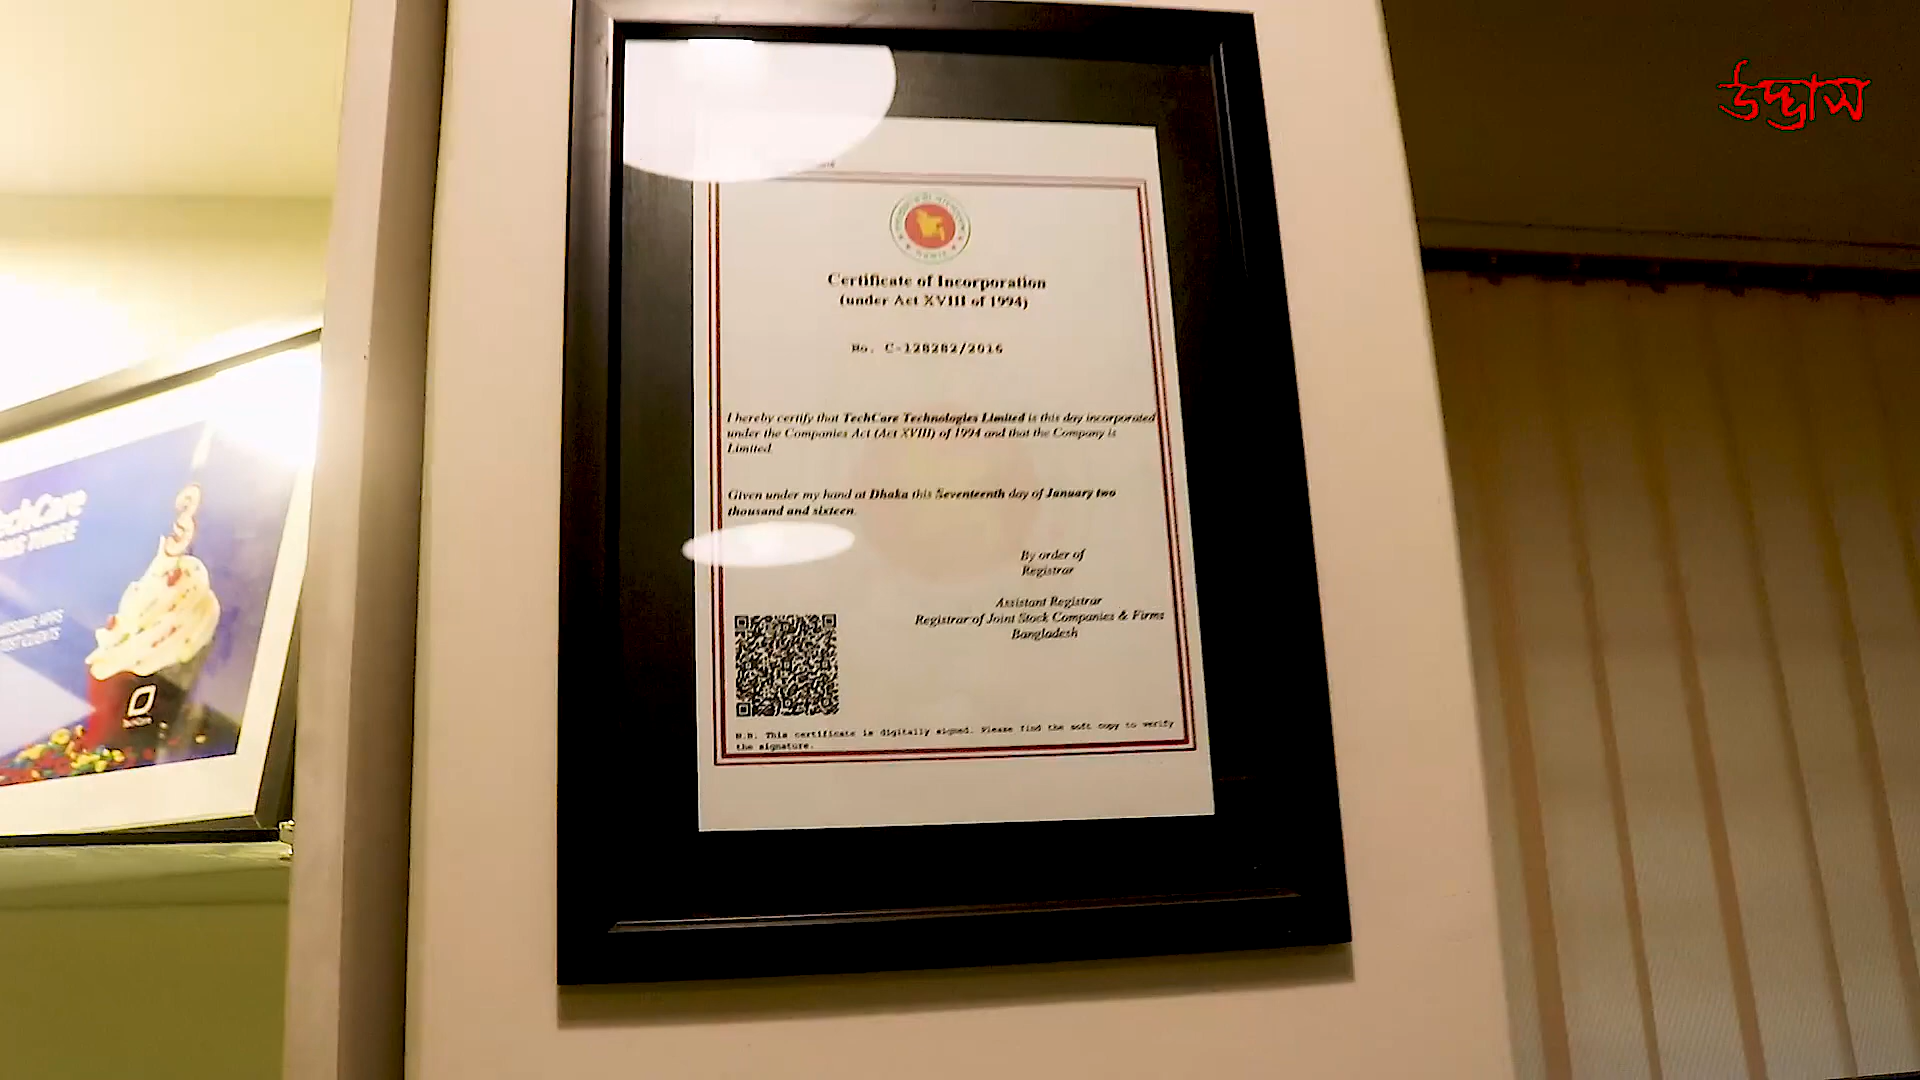 উদ্ভাস
Certificate of Incorporation
(under Act XVIII of 1994)
No. C-128282/2016
I hereby certify that TechCare Technologies Limited is this day incorporated
under the Companies Act (Act XVIII) of 1994 and that the Company is
Limited.
Given under my hand at Dhaka this Seventeenth day of January two
thousand and sixteen.
By order of
Registrar
Assistant Registrar
Registrar of Joint Stock Companies & Firms
Bangladesh
N.B. This certificate is digitally signed. Please find the soft copy to verify
the signature.
3